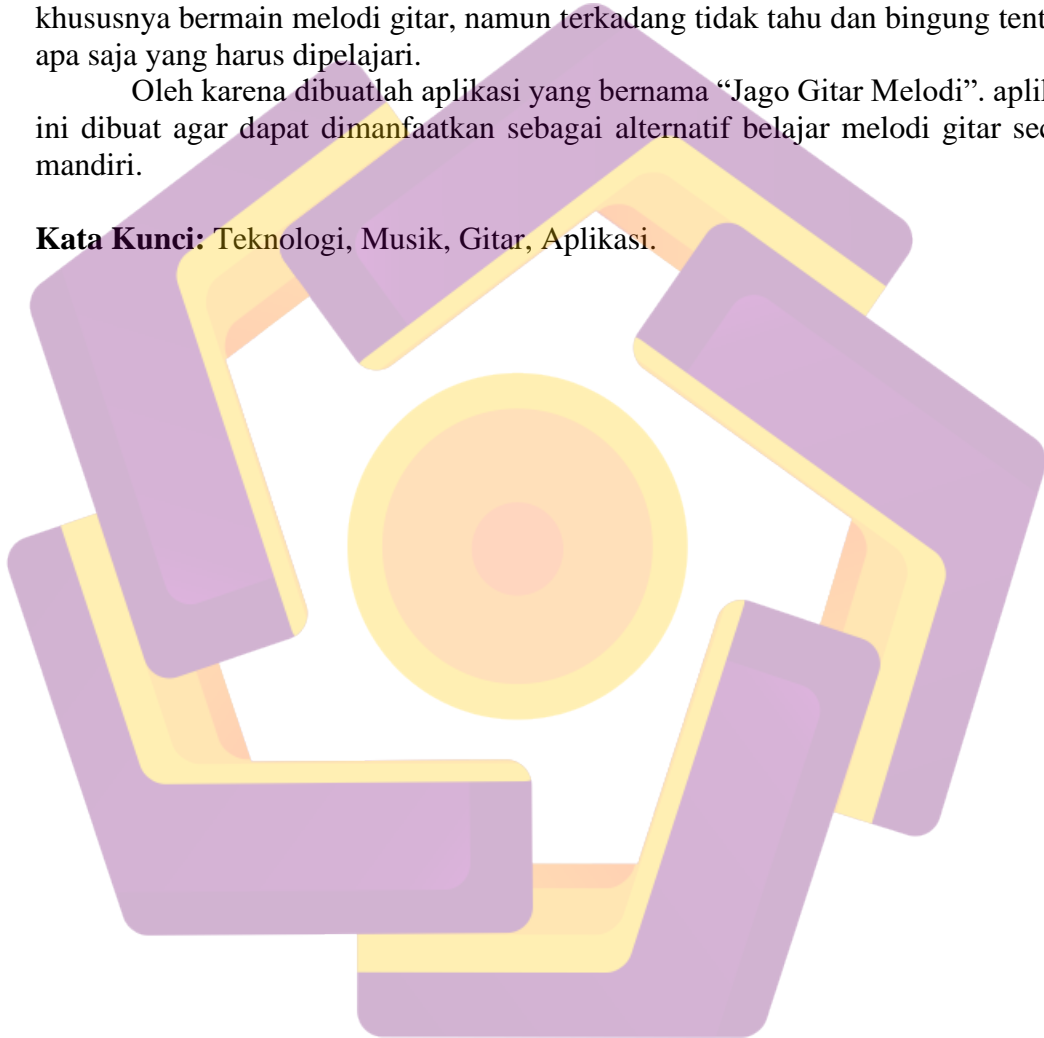 khususnya bermain melodi gitar, namun terkadang tidak tahu dan bingung tent
apa saja yang harus dipelajari.
Oleh karena dibuatlah aplikasi yang bernama “Jago Gitar Melodi”. aplik
ini dibuat agar dapat dimanfaatkan sebagai alternatif belajar melodi gitar sec
mandiri.
Kata Kunci: Teknologi, Musik, Gitar, Aplikasi.